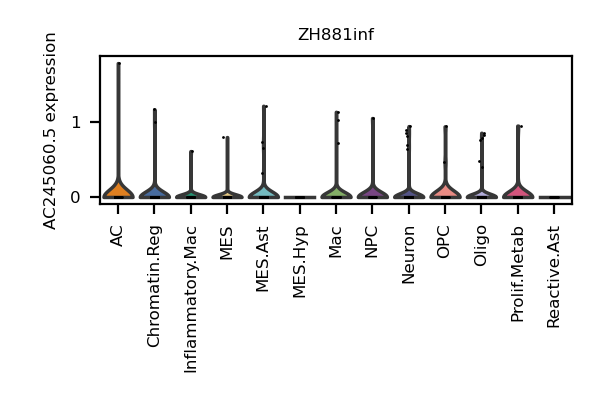 ZH881inf
AC245060.5 expression
1
0
AC
Chromatin.Reg
Inflammatory.Mac
MES
MES.Ast
MES.Hyp
Mac
NPC
Neuron
OPC
Oligo
Prolif.Metab
Reactive.Ast